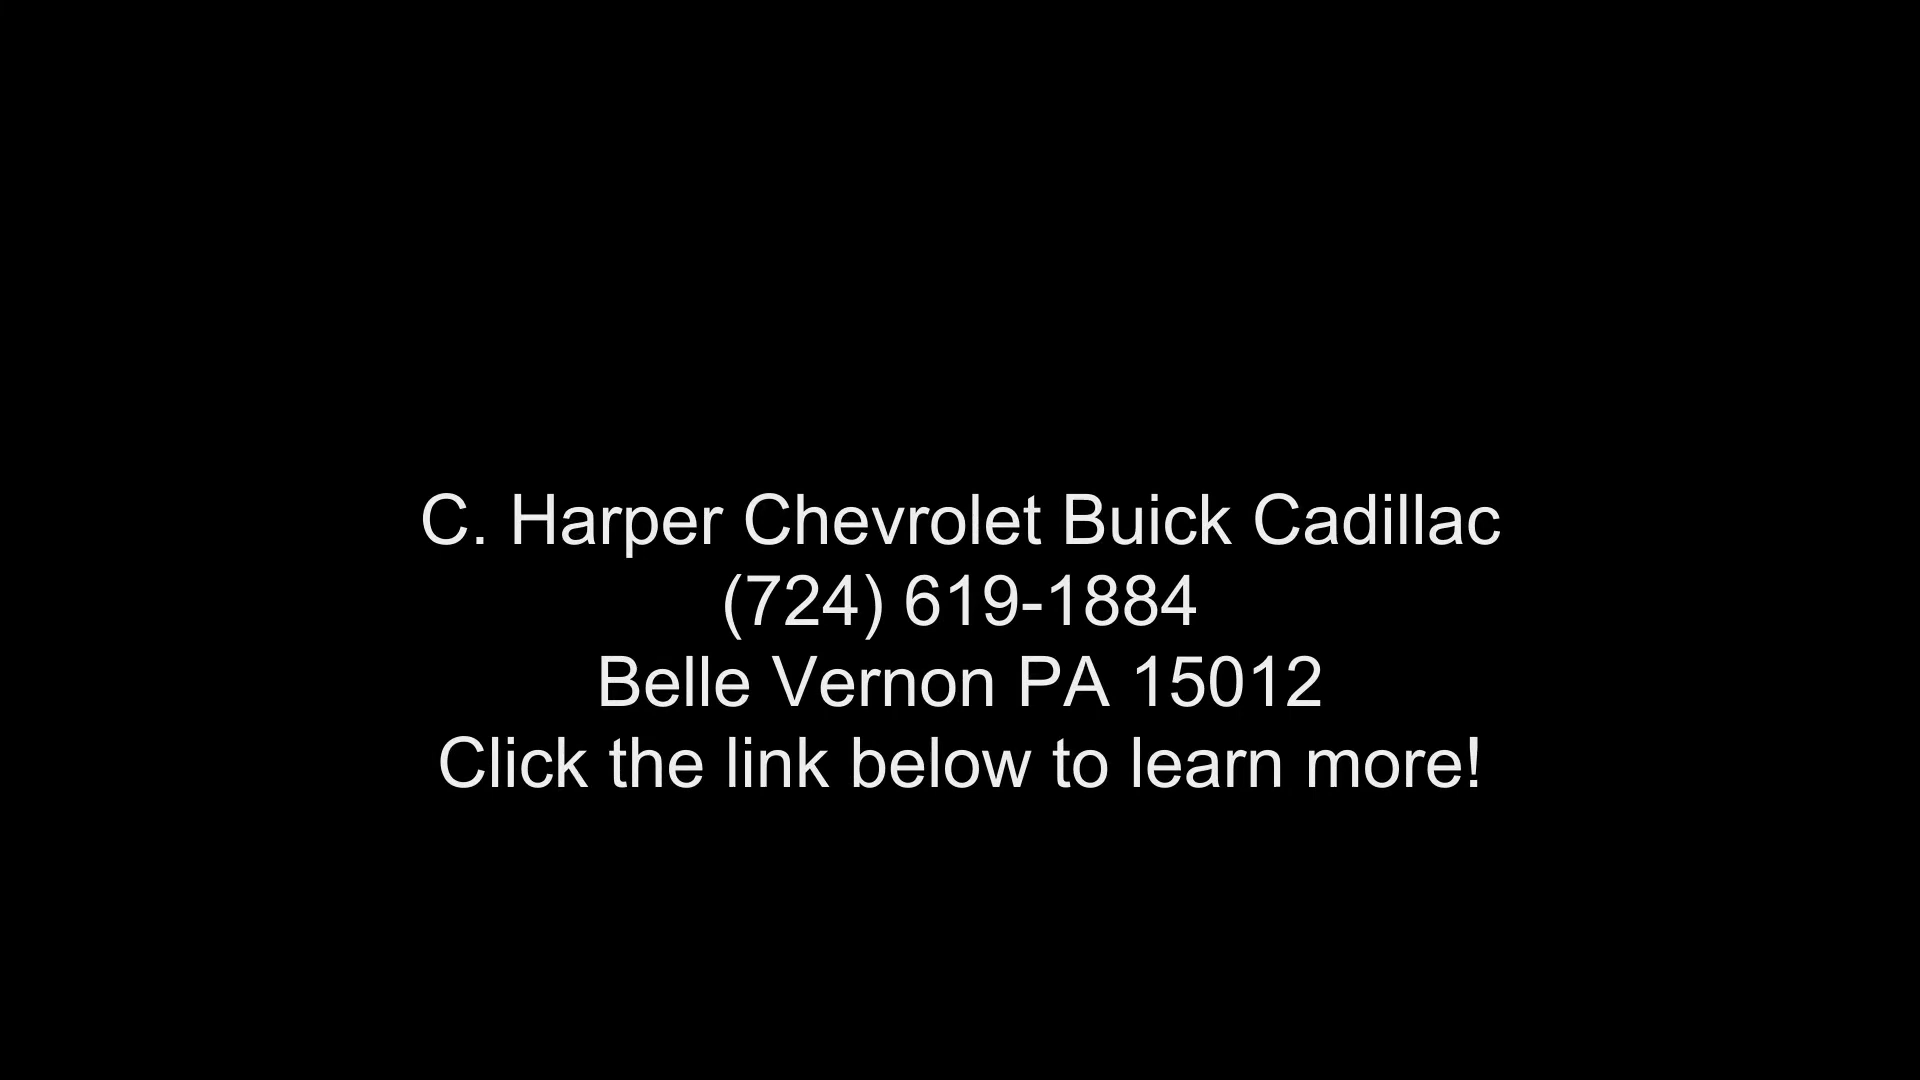 C. Harper Chevrolet Buick Cadillac
(724) 619-1884
Belle Vernon PA 15012
Click the link below to learn more!